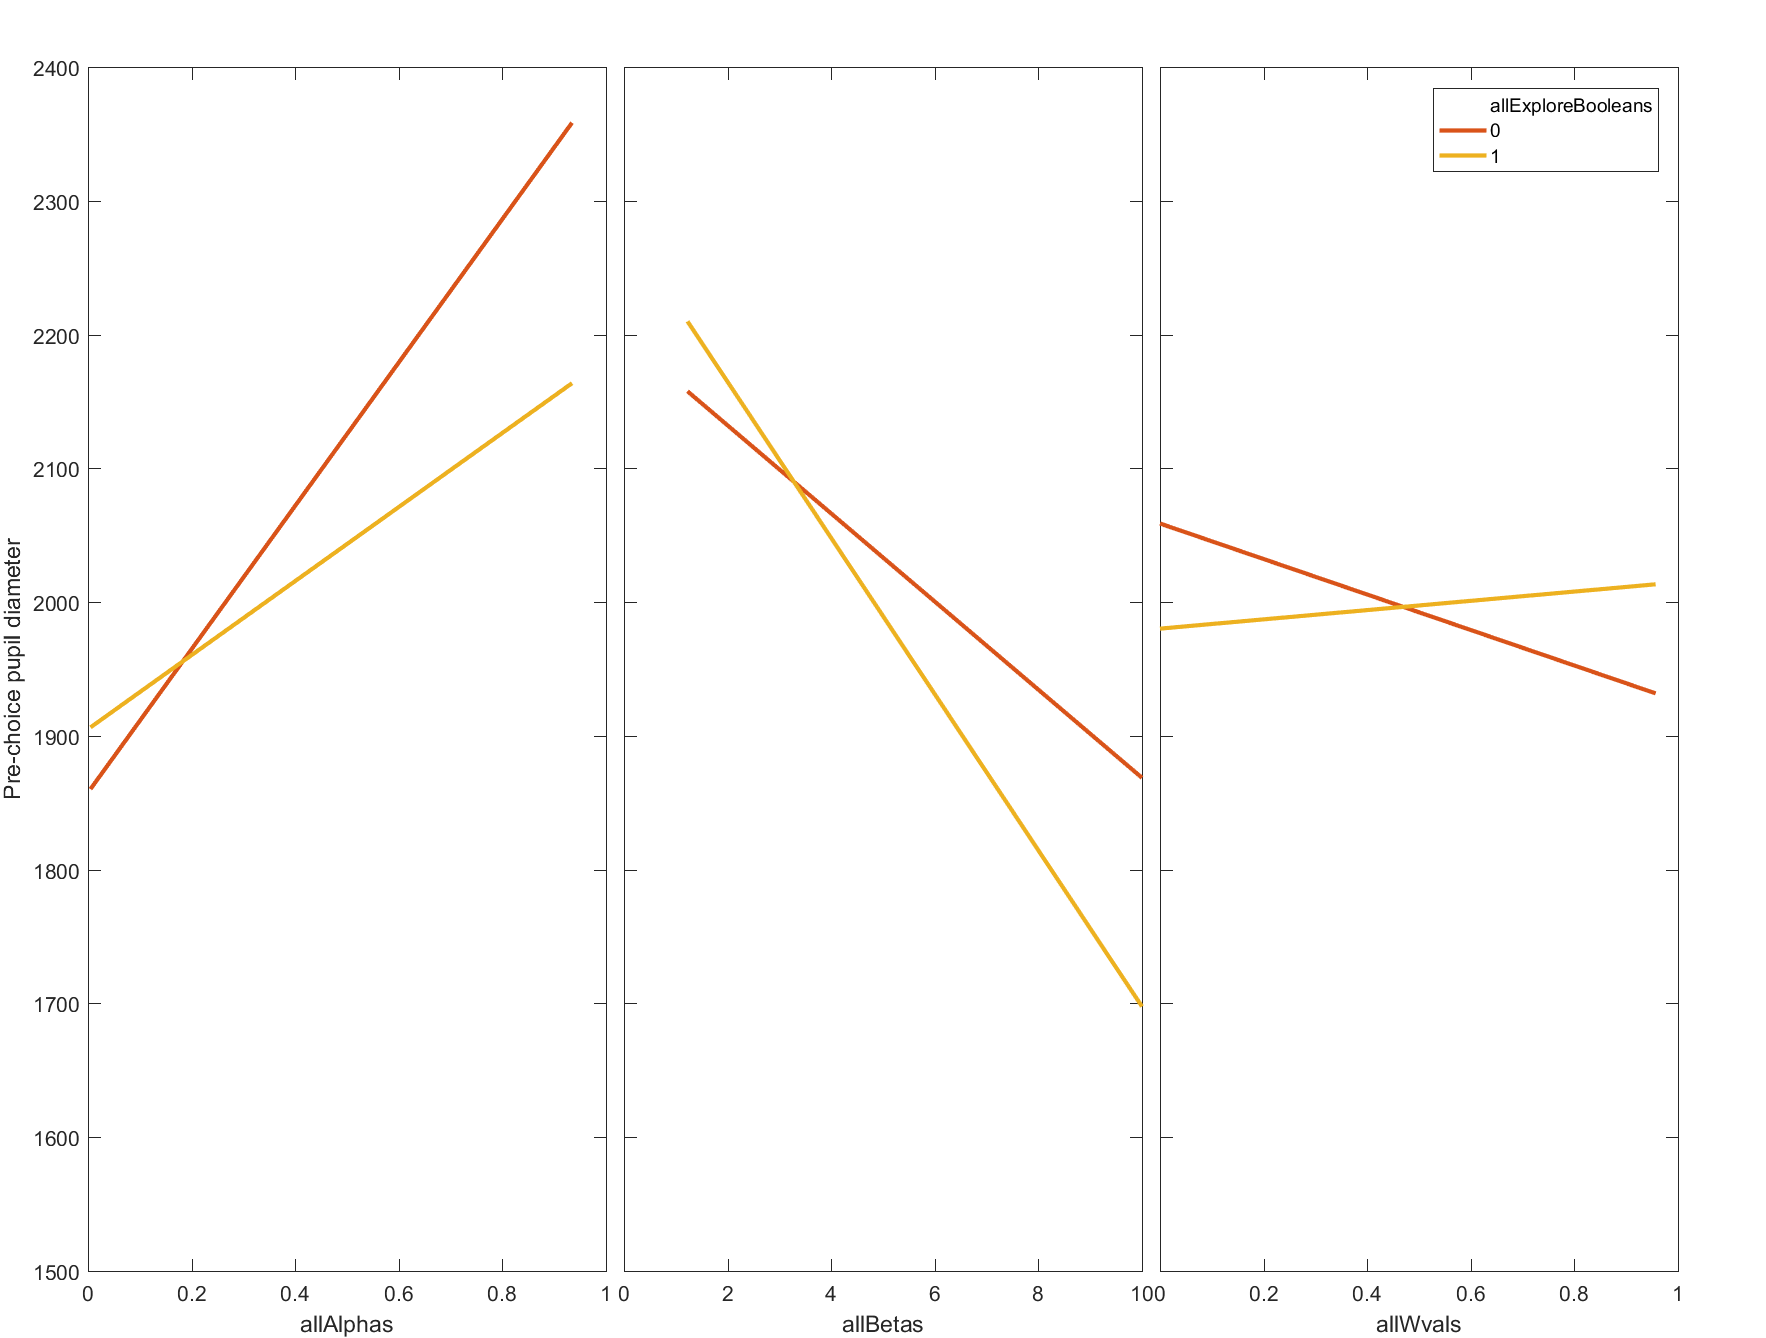 allExploreBooleans
0
1
2400
2300
2200
2100
2000
1900
1800
1700
1600
1500
Pre-choice pupil diameter
0 0.2 0.4 0.6 0.8 1
0 2 4 6 8 10
0 0.2 0.4 0.6 0.8 1
allAlphas
allBetas
allWvals